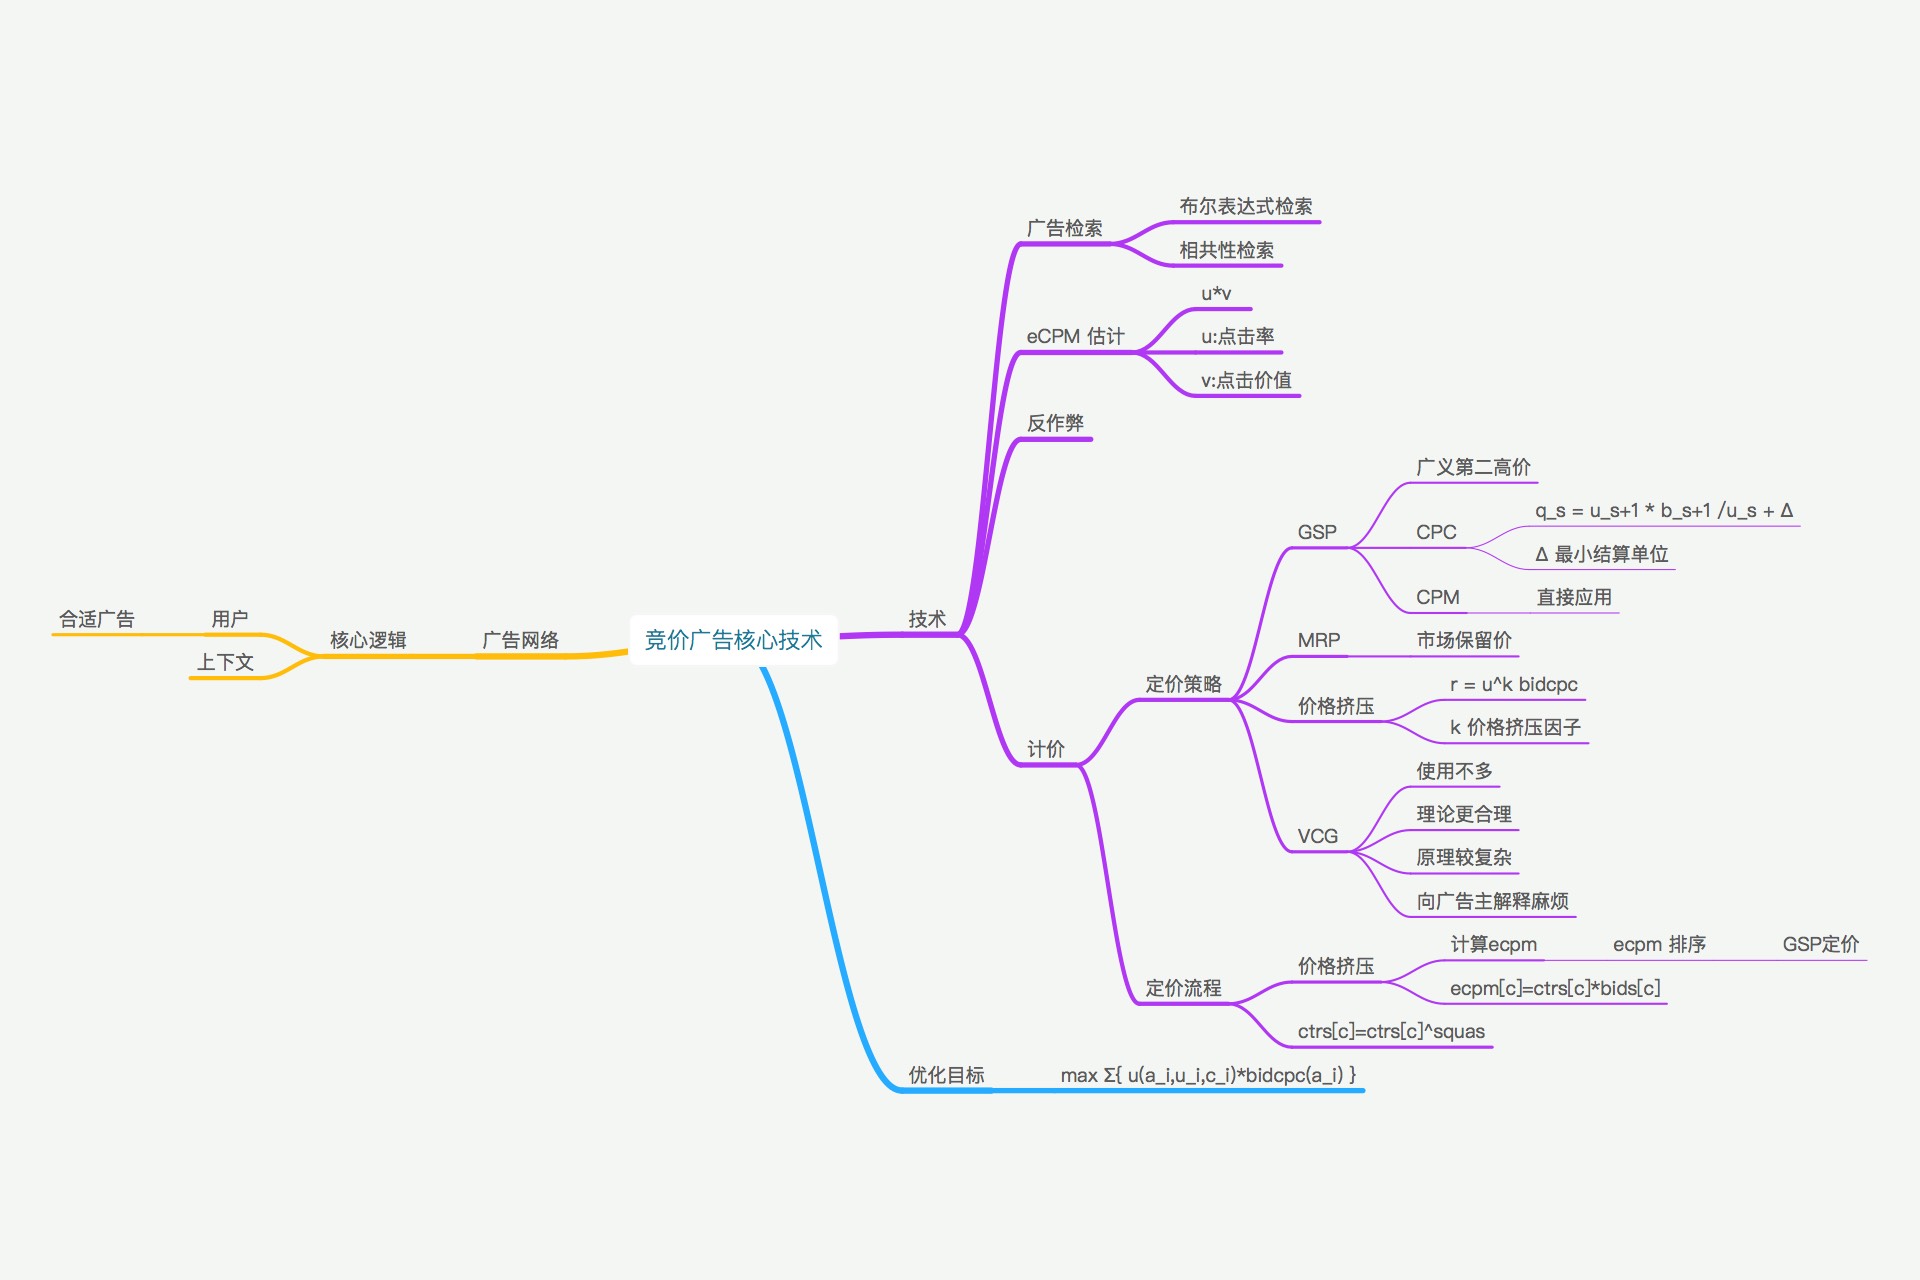 竞价广告核心技术
广告网络
核心逻辑
用户
合适广告
上下文
技术
广告检索
布尔表达式检索
相共性检索
eCPM 估计
u*v
u:点击率
v:点击价值
反作弊
计价
定价策略
GSP
广义第二高价
CPC
q_s = u_s+1 * b_s+1 /u_s + Δ
Δ 最小结算单位
CPM
直接应用
MRP
市场保留价
价格挤压
r = u^k bidcpc
k 价格挤压因子
VCG
使用不多
理论更合理
原理较复杂
向广告主解释麻烦
定价流程
价格挤压
计算ecpm
ecpm 排序
GSP定价
ecpm[c]=ctrs[c]*bids[c]
ctrs[c]=ctrs[c]^squas
优化目标
max Σ{ u(a_i,u_i,c_i)*bidcpc(a_i) }